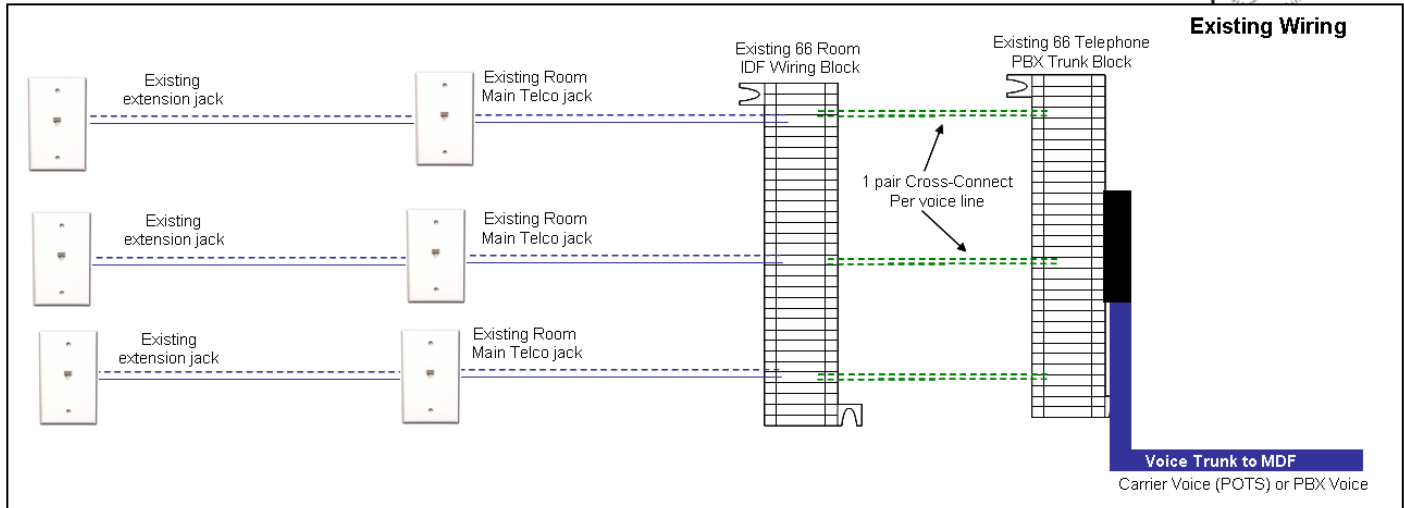 Existing Wiring
Existing 66 Room
IDF Wiring Block
Existing 66 Telephone
PBX Trunk Block
Existing
extension jack
Existing Room
Main Telco jack
1 pair Cross-Connect
Per voice line
Existing
extension jack
Existing Room
Main Telco jack
Existing
extension jack
Existing Room
Main Telco jack
Voice Trunk to MDF
Carrier Voice (POTS) or PBX Voice